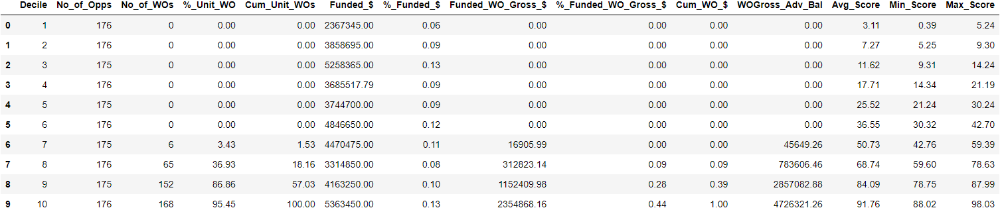 Decile No_of_Opps No_of_WOs %_Unit_WO Cum_Unit_WOs Funded_$ %_Funded_$ Funded_WO_Gross_$ %_Funded_WO_Gross_$ Cum_WO_$ WOGross_Adv_Bal Avg_Score Min_Score Max_Score
0 1 176 0 0.00 0.00 2367345.00 0.06 0.00 0.00 0.00 0.00 3.11 0.39 5.24
1 2 176 0 0.00 0.00 3858695.00 0.09 0.00 0.00 0.00 0.00 7.27 5.25 9.30
2 3 175 0 0.00 0.00 5258365.00 0.13 0.00 0.00 0.00 0.00 11.62 9.31 14.24
3 4 176 0 0.00 0.00 3685517.79 0.09 0.00 0.00 0.00 0.00 17.71 14.34 21.19
4 5 175 0 0.00 0.00 3744700.00 0.09 0.00 0.00 0.00 0.00 25.52 21.24 30.24
5 6 176 0 0.00 0.00 4846650.00 0.12 0.00 0.00 0.00 0.00 36.55 30.32 42.70
6 7 175 6 3.43 1.53 4470475.00 0.11 16905.99 0.00 0.00 45649.26 50.73 42.76 59.39
7 8 176 65 36.93 18.16 3314850.00 0.08 312823.14 0.09 0.09 783606.46 68.74 59.60 78.63
8 9 175 152 86.86 57.03 4163250.00 0.10 1152409.98 0.28 0.39 2857082.88 84.09 78.75 87.99
9 10 176 168 95.45 100.00 5363450.00 0.13 2354868.16 0.44 1.00 4726321.26 91.76 88.02 98.03